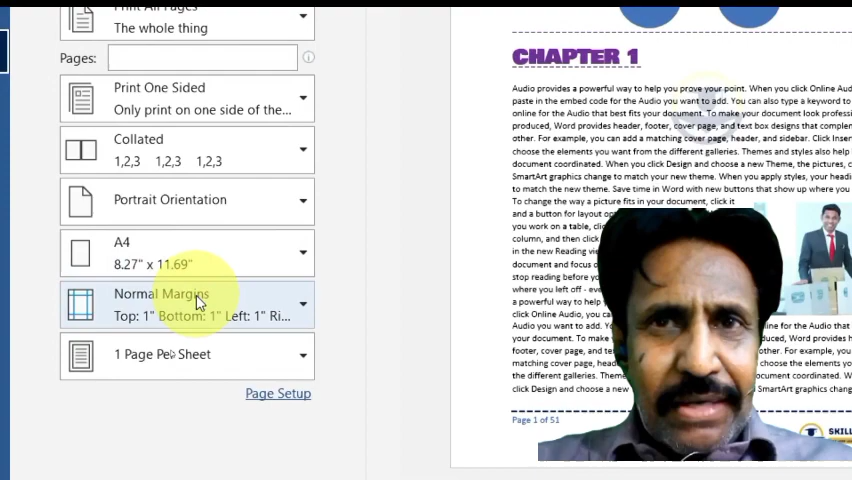 Print All Pages
The whole thing
Pages:
Print One Sided
Only print on one side of the...
Collated
1,2,3 1,2,3 1,2,3
Portrait Orientation
A4
8.27" x 11.69"
Normal Margins
Top: 1" Bottom: 1" Left: 1" Ri...
1 Page Per Sheet
Page Setup
CHAPTER 1
Audio provides a powerful way to help you prove your point. When you click Online Aud
paste in the embed code for the Audio you want to add. You can also type a keyword to
online for the Audio that best fits your document. To make your document look professi
produced, Word provides header, footer, cover page, and text box designs that complem
other. For example, you can add a matching cover page, header, and sidebar. Click Inser
choose the elements you want from the different galleries. Themes and styles also help
document coordinated. When you click Design and choose a new Theme, the pictures, c
SmartArt graphics change to match your new theme. When you apply styles, your headi
to match the new theme. Save time in Word with new buttons that show up where you
To change the way a picture fits in your document, click it
and a button for layout op
you work on a table, clic
column, and then click
in the new Reading view
document and focus o
stop reading before yo
where you left off - eve
a powerful way to help
click Online Audio, you
Audio you want to add. Yo line for the Audio that
your document. To make duced, Word provides
footer, cover page, and tex other. For example, yo
matching cover page, heade choose the elements y
the different galleries. Theme ocument coordinated.
click Design and choose a new SmartArt graphics chang
Page 1 of 51
SKILL